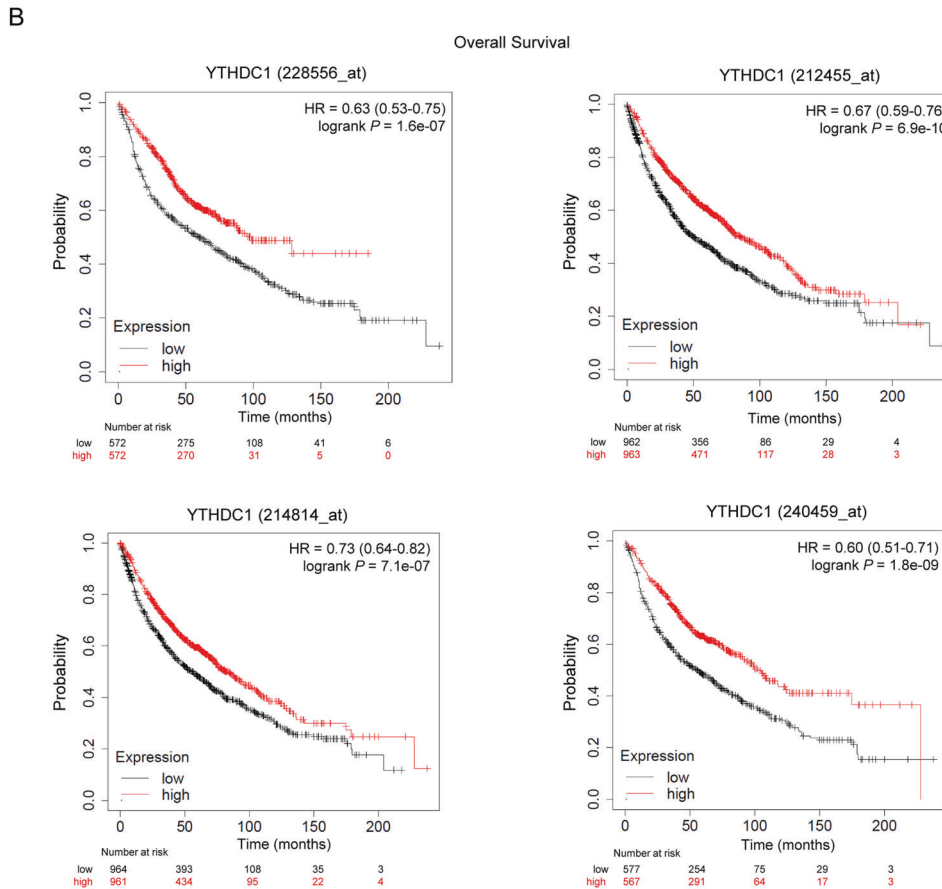 B
Overall Survival
YTHDC1 (228556_at)
HR = 0.63 (0.53-0.75)
logrank P = 1.6e-07
Probability
1.0
0.8
0.6
0.4
0.2
0.0
Expression
low
high
0 50 100 150 200
Time (months)
Number at risk
low 572 275 108 41 6
high 572 270 31 5 0
YTHDC1 (212455_at)
HR = 0.67 (0.59-0.76
logrank P = 6.9e-10
Probability
1.0
0.8
0.6
0.4
0.2
0.0
Expression
low
high
0 50 100 150 200
Time (months)
Number at risk
low 962 356 86 29 4
high 963 471 117 28 3
YTHDC1 (214814_at)
HR = 0.73 (0.64-0.82)
logrank P = 7.1e-07
Probability
1.0
0.8
0.6
0.4
0.2
0.0
Expression
low
high
0 50 100 150 200
Time (months)
Number at risk
low 964 393 108 35 3
high 961 434 95 22 4
YTHDC1 (240459_at)
HR = 0.60 (0.51-0.71)
logrank P = 1.8e-09
Probability
1.0
0.8
0.6
0.4
0.2
0.0
Expression
low
high
0 50 100 150 200
Time (months)
Number at risk
low 577 254 75 29 3
high 567 291 64 17 3